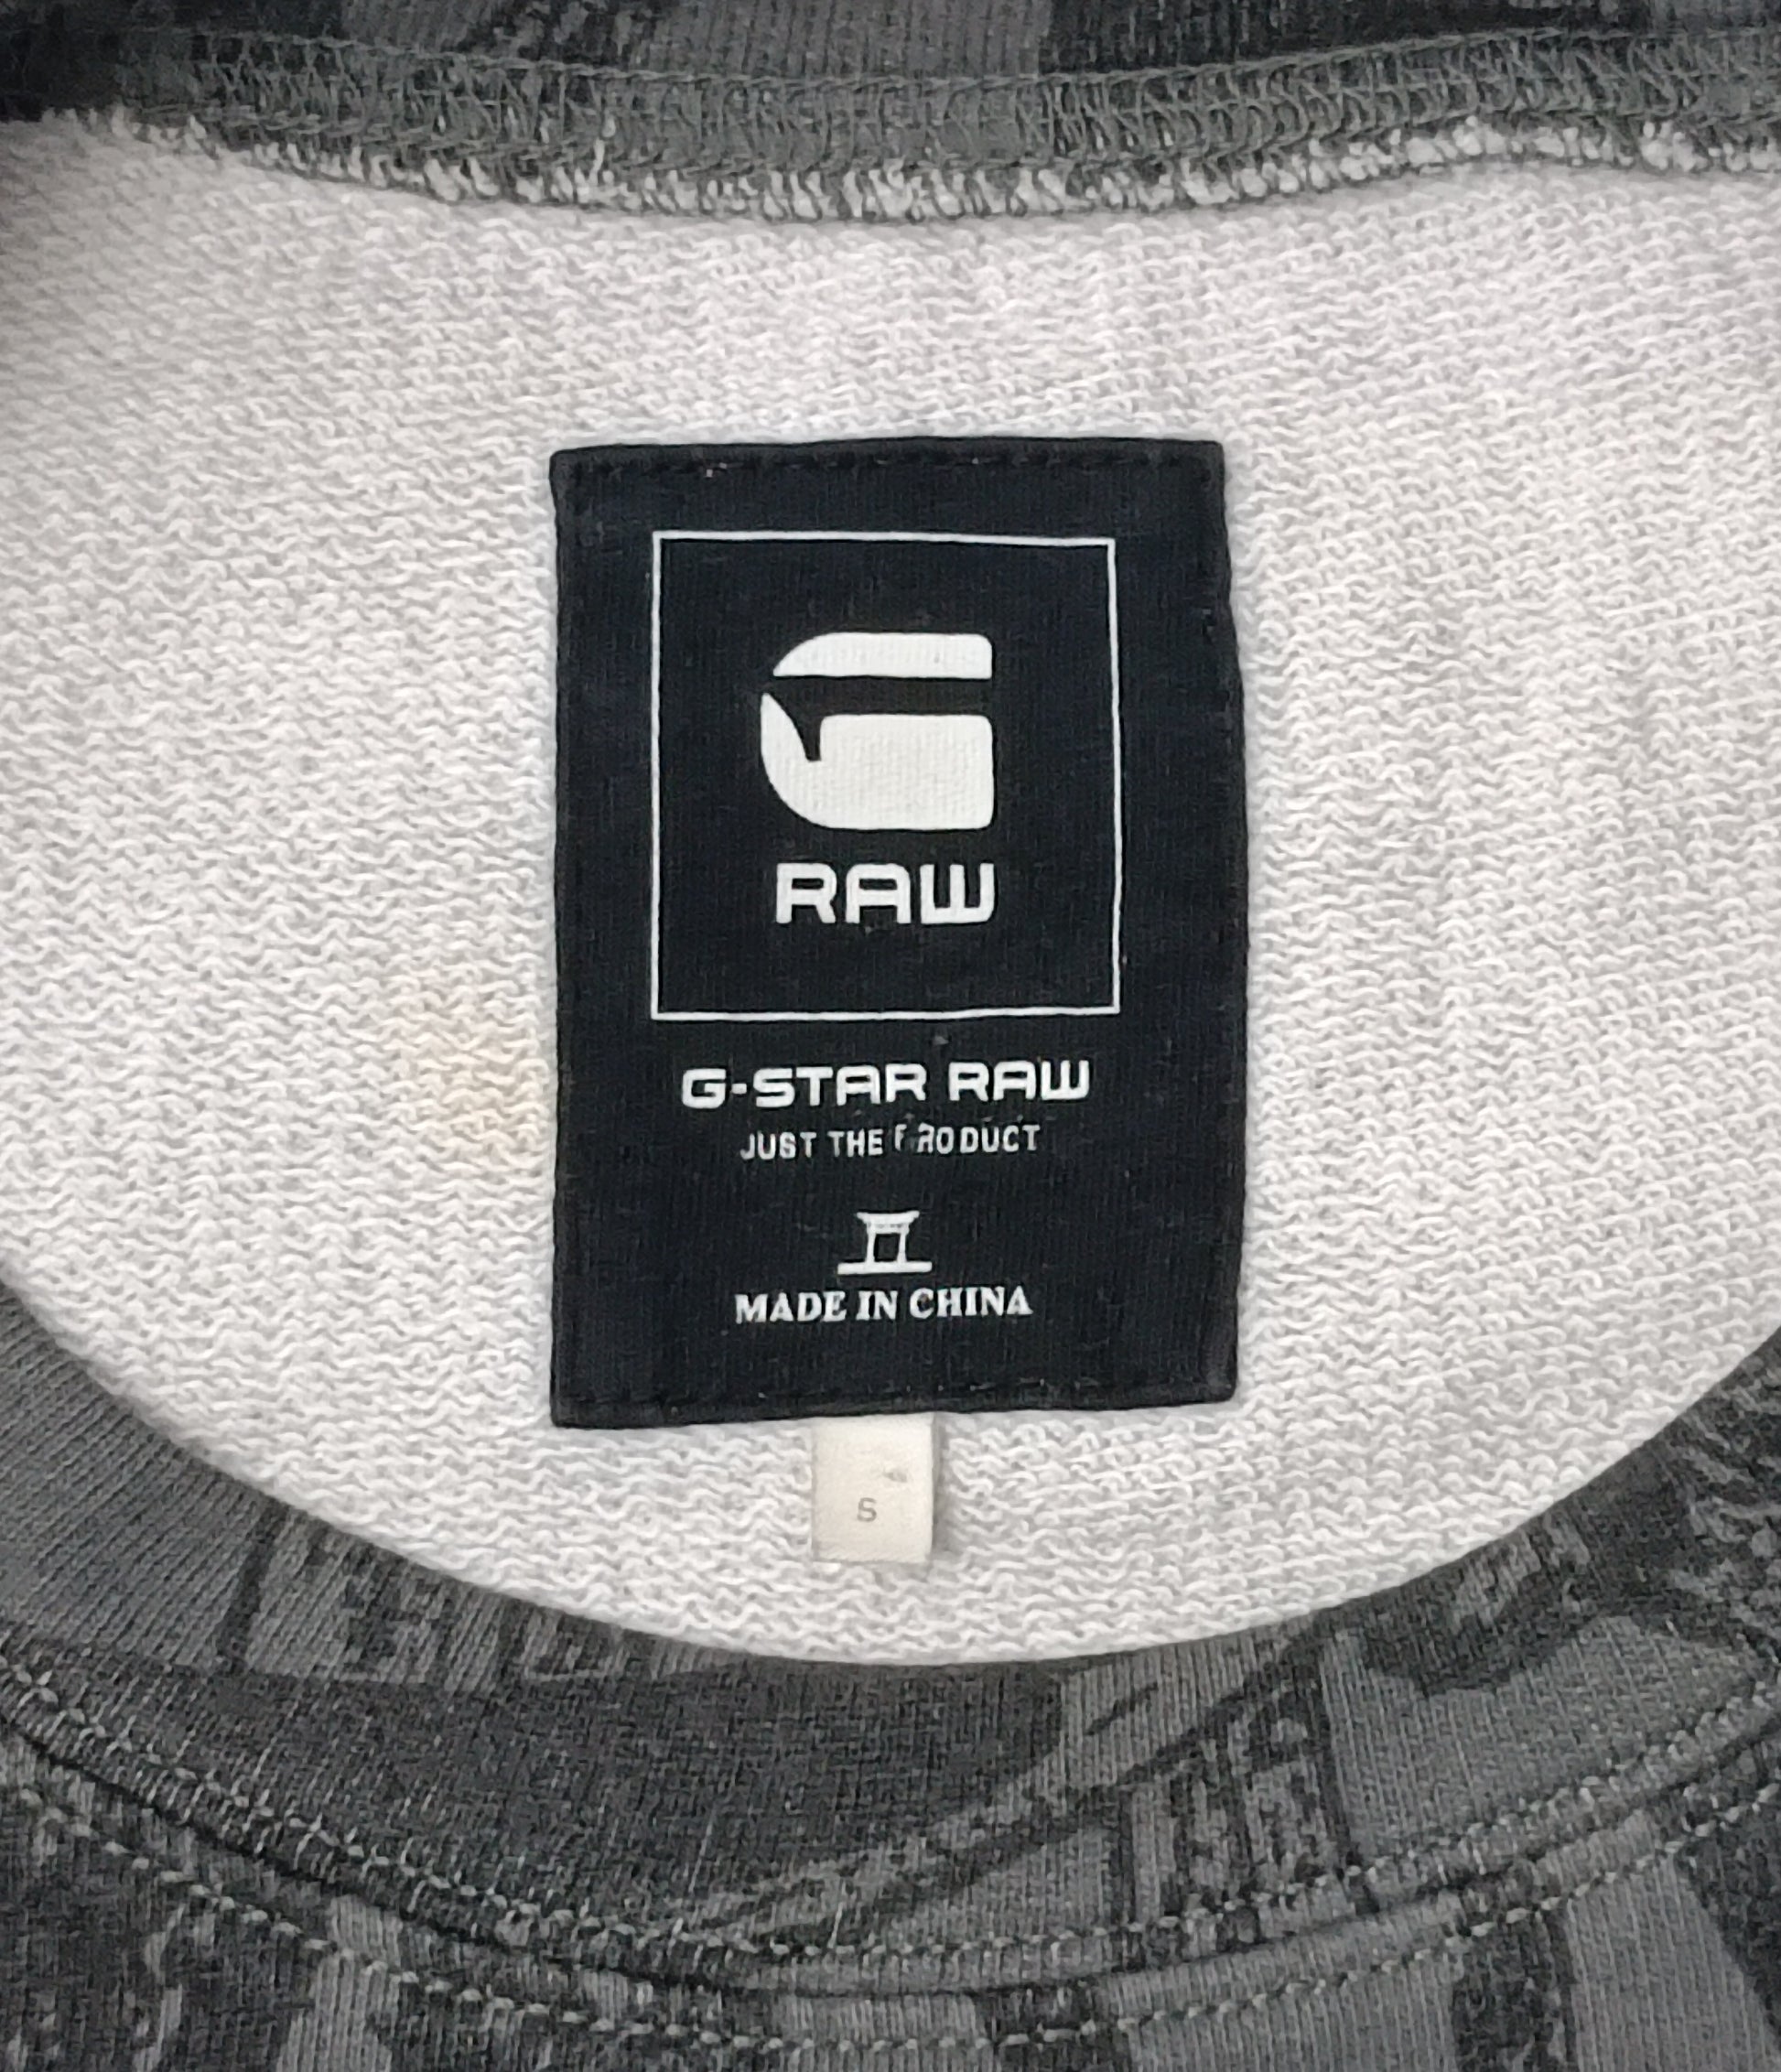 RAW
G-STAR RAW
JUST THE PRODUCT
MADE IN CHINA
S